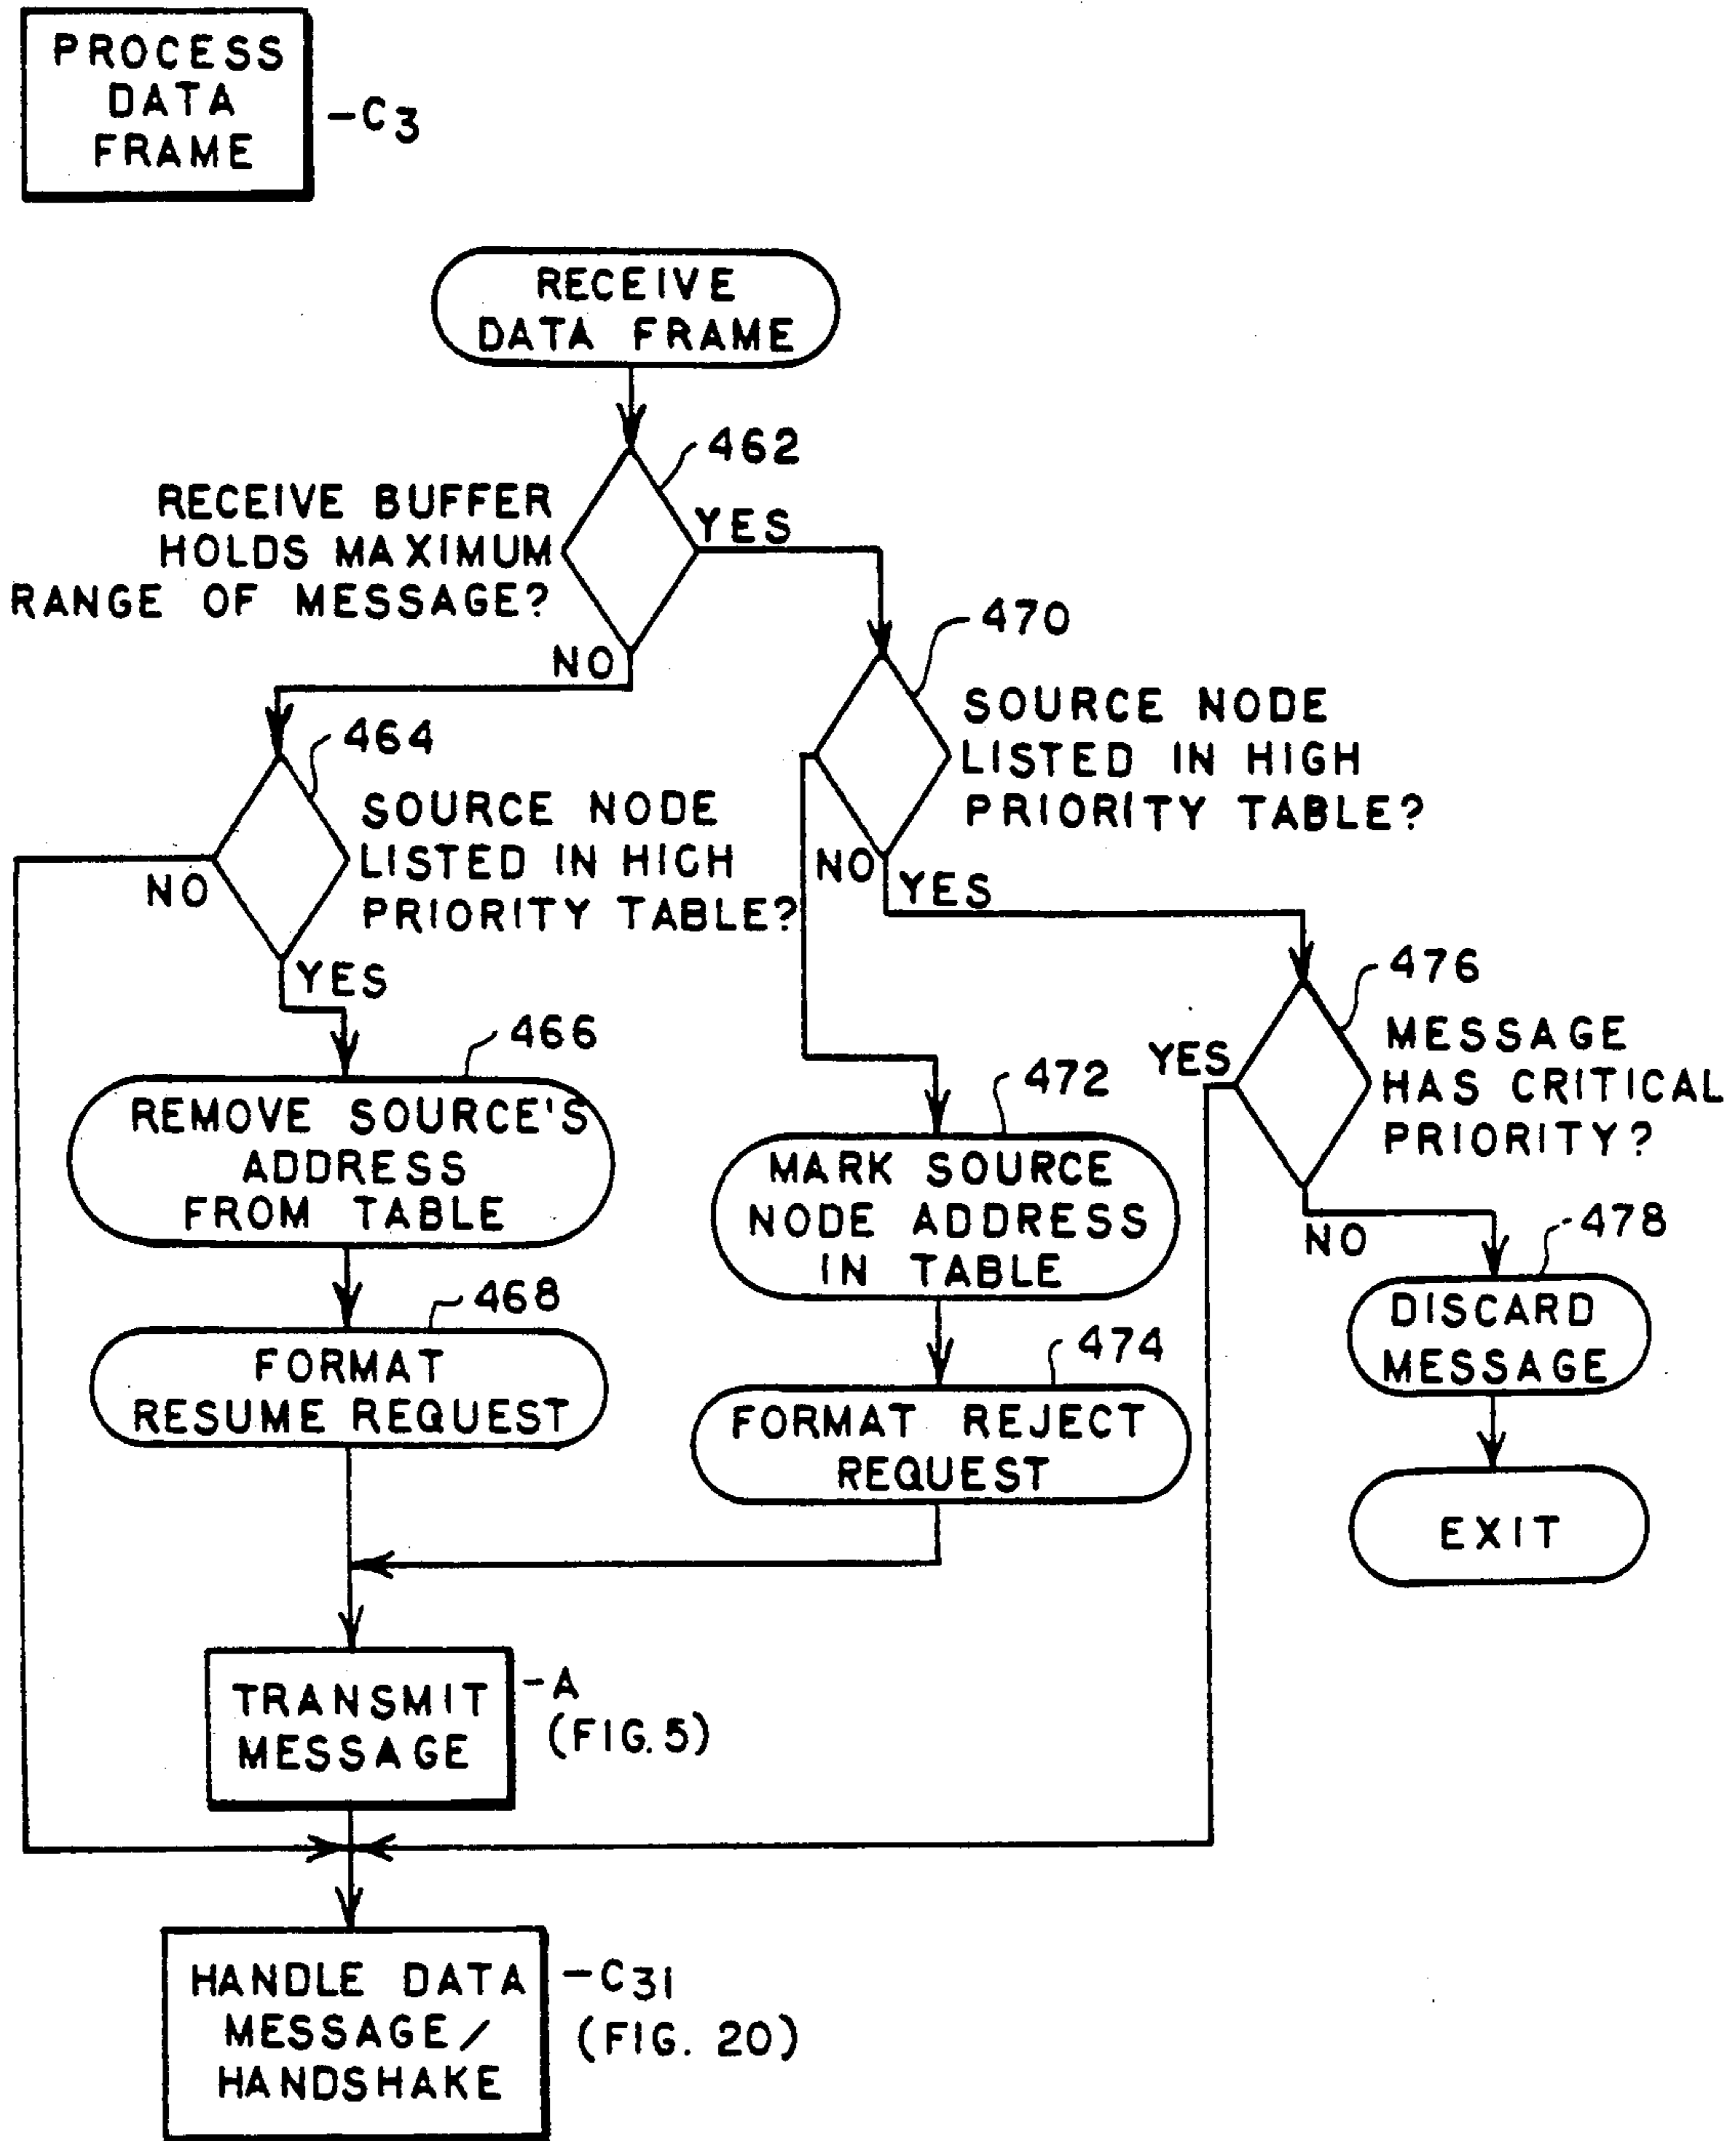 PROCESS
DATA
FRAME
-C3
RECEIVE
DATA FRAME
462
RECEIVE BUFFER
HOLDS MAXIMUM
RANGE OF MESSAGE?
YES
NO
470
SOURCE NODE
LISTED IN HIGH
PRIORITY TABLE?
NO
YES
464
SOURCE NODE
LISTED IN HIGH
PRIORITY TABLE?
NO
YES
476
MESSAGE
HAS CRITICAL
PRIORITY?
YES
NO
466
REMOVE SOURCE'S
ADDRESS
FROM TABLE
472
MARK SOURCE
NODE ADDRESS
IN TABLE
478
DISCARD
MESSAGE
468
FORMAT
RESUME REQUEST
474
FORMAT REJECT
REQUEST
EXIT
TRANSMIT
MESSAGE
-A
(FIG. 5)
HANDLE DATA
MESSAGE/
HANDSHAKE
-C31
(FIG. 20)